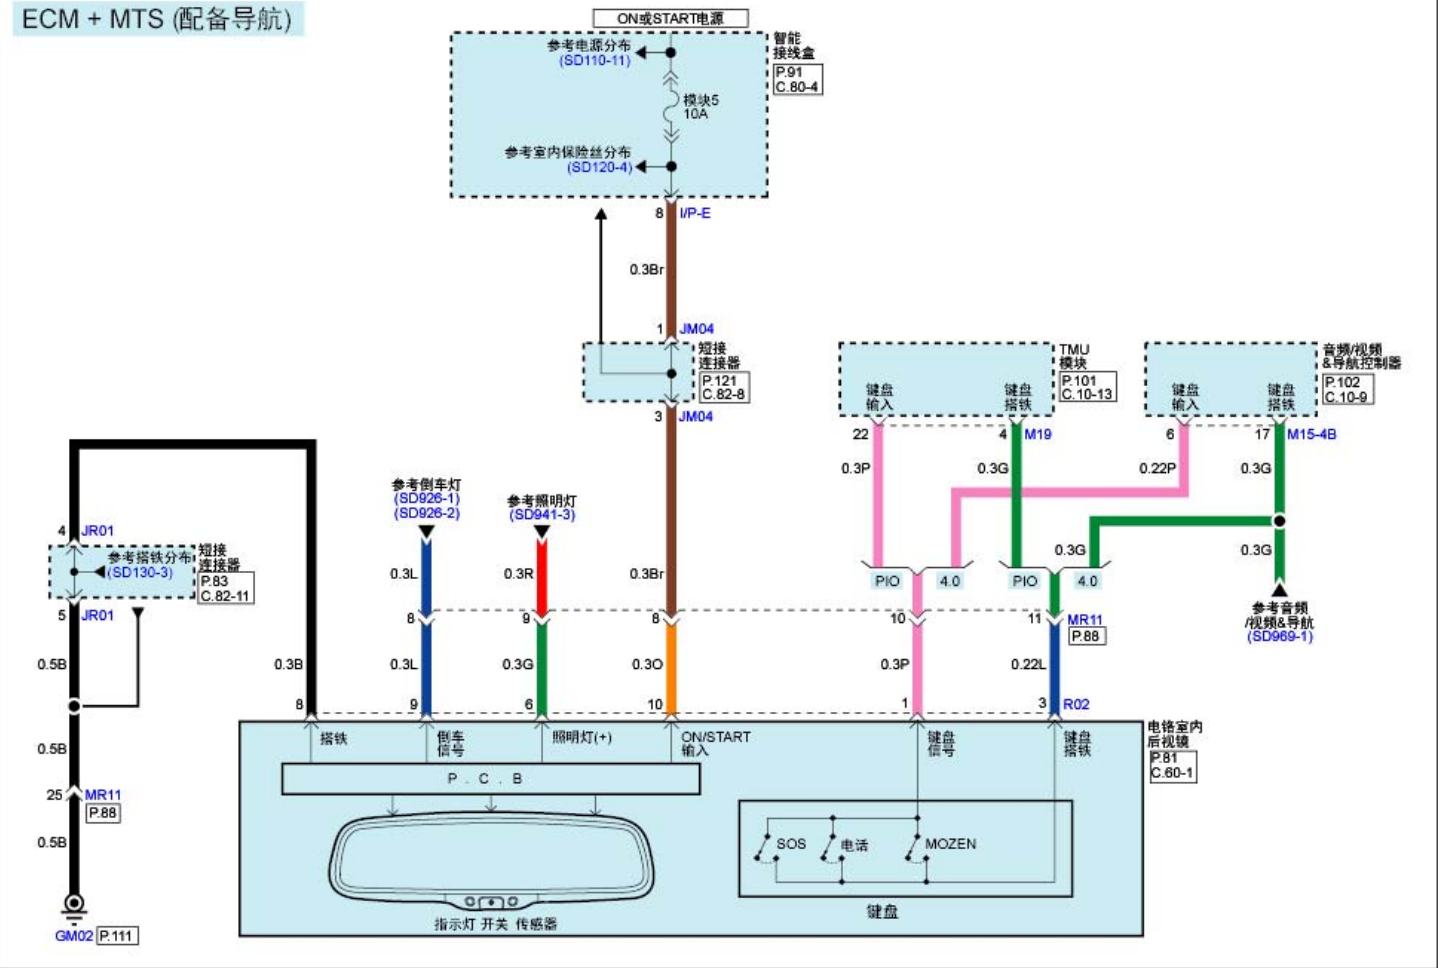 ECM + MTS (配备导航)
ON或START电源
参考电源分布
(SD110-11)
智能
接线盒
P.91
C.80-4
模块5
10A
参考室内保险丝分布
(SD120-4)
8 I/P-E
0.3Br
1 JM04
短接
连接器
P.121
C.82-8
3 JM04
TMU
模块
P.101
C.10-13
键盘
输入
键盘
搭铁
音频/视频
&导航控制器
P.102
C.10-9
键盘
输入
键盘
搭铁
22 4 M19
6 17 M15-4B
0.3P 0.3G 0.22P 0.3G
参考倒车灯
(SD926-1)
(SD926-2)
参考照明灯
(SD941-3)
4 JR01
参考搭铁分布
(SD130-3)
短接
连接器
P.83
C.82-11
5 JR01
0.3L 0.3R 0.3Br
0.3G 0.3G
PIO 4.0 PIO 4.0
参考音频
/视频&导航
(SD969-1)
8 9 8 10 11 MR11
P.88
0.5B 0.3B 0.3L 0.3G 0.3O 0.3P 0.22L
8 9 6 10 1 3 R02
搭铁
倒车
信号
照明灯(+)
ON/START
输入
键盘
信号
键盘
搭铁
电铬室内
后视镜
P.81
C.60-1
0.5B
P . C . B
25 MR11
P.88
0.5B
SOS 电话 MOZEN
键盘
指示灯 开关 传感器
GM02 P.111